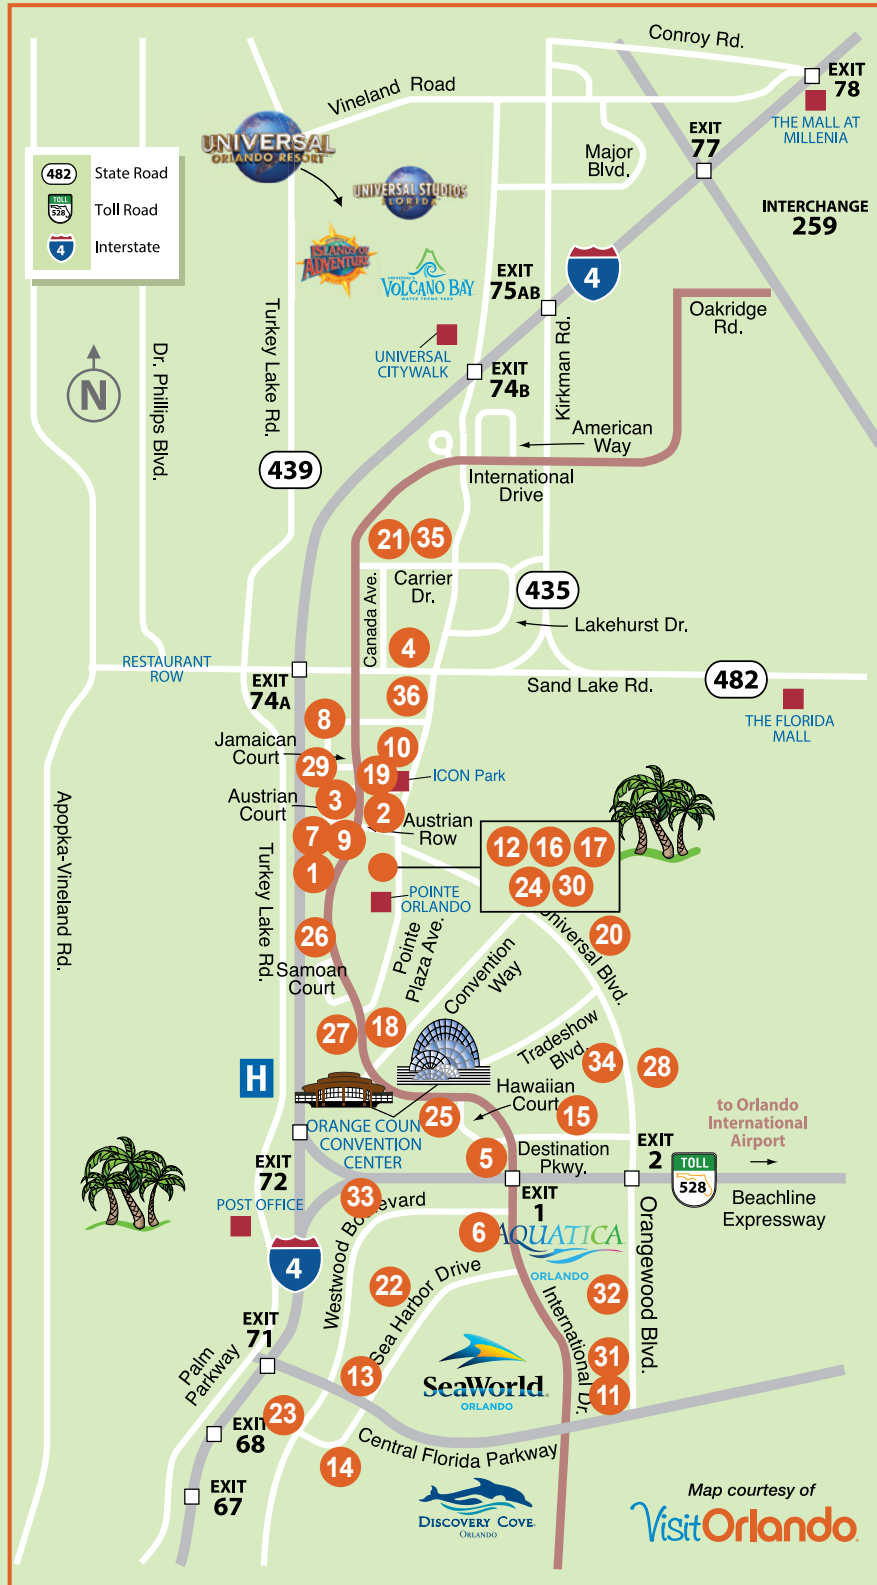 Conroy Rd.
EXIT
78
THE MALL AT
MILLENIA
Vineland Road
UNIVERSAL
ORLANDO RESORT
EXIT
77
Major
Blvd.
482 State Road
TOLL
528 Toll Road
4 Interstate
UNIVERSAL STUDIOS
FLORIDA
INTERCHANGE
259
ISLANDS OF
ADVENTURE
UNIVERSAL'S
VOLCANO BAY
WATER THEME PARK
EXIT
75AB
4
Oakridge
Rd.
Turkey Lake Rd.
Dr. Phillips Blvd.
UNIVERSAL
CITYWALK
Kirkman Rd.
EXIT
74B
N
American
Way
439
International
Drive
21
35
Canada Ave.
Carrier
Dr.
435
Lakehurst Dr.
4
RESTAURANT
ROW
EXIT
74A
Sand Lake Rd.
482
36
THE FLORIDA
MALL
8
Jamaican
Court
10
29
19
ICON Park
Austrian
Court
3
2
Austrian
Row
Apopka-Vineland Rd.
7
9
12
16
17
1
24
30
Turkey Lake Rd.
POINTE
ORLANDO
Universal Blvd.
20
26
Pointe
Plaza Ave.
Convention
Way
Samoan
Court
27
18
Tradeshow
Blvd.
34
28
H
Hawaiian
Court
15
25
ORANGE COUN
CONVENTION
CENTER
to Orlando
International
Airport
5
Destination
Pkwy.
EXIT
2
TOLL
528
EXIT
72
EXIT
1
Beachline
Expressway
POST OFFICE
33
Westwood Boulevard
6
AQUATICA
ORLANDO
4
22
Sea Harbor Drive
International Dr.
32
Orangewood Blvd.
EXIT
71
Palm
Parkway
13
SeaWorld
ORLANDO
31
11
23
EXIT
68
Central Florida Parkway
14
EXIT
67
DISCOVERY COVE
ORLANDO
Map courtesy of
Visit Orlando